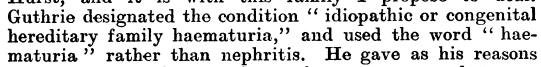 Guthrie designated the condition “ idiopathic or congenital
hereditary family haematuria,” and used the word “ hae-
maturia ” rather than nephritis. He gave as his reasons